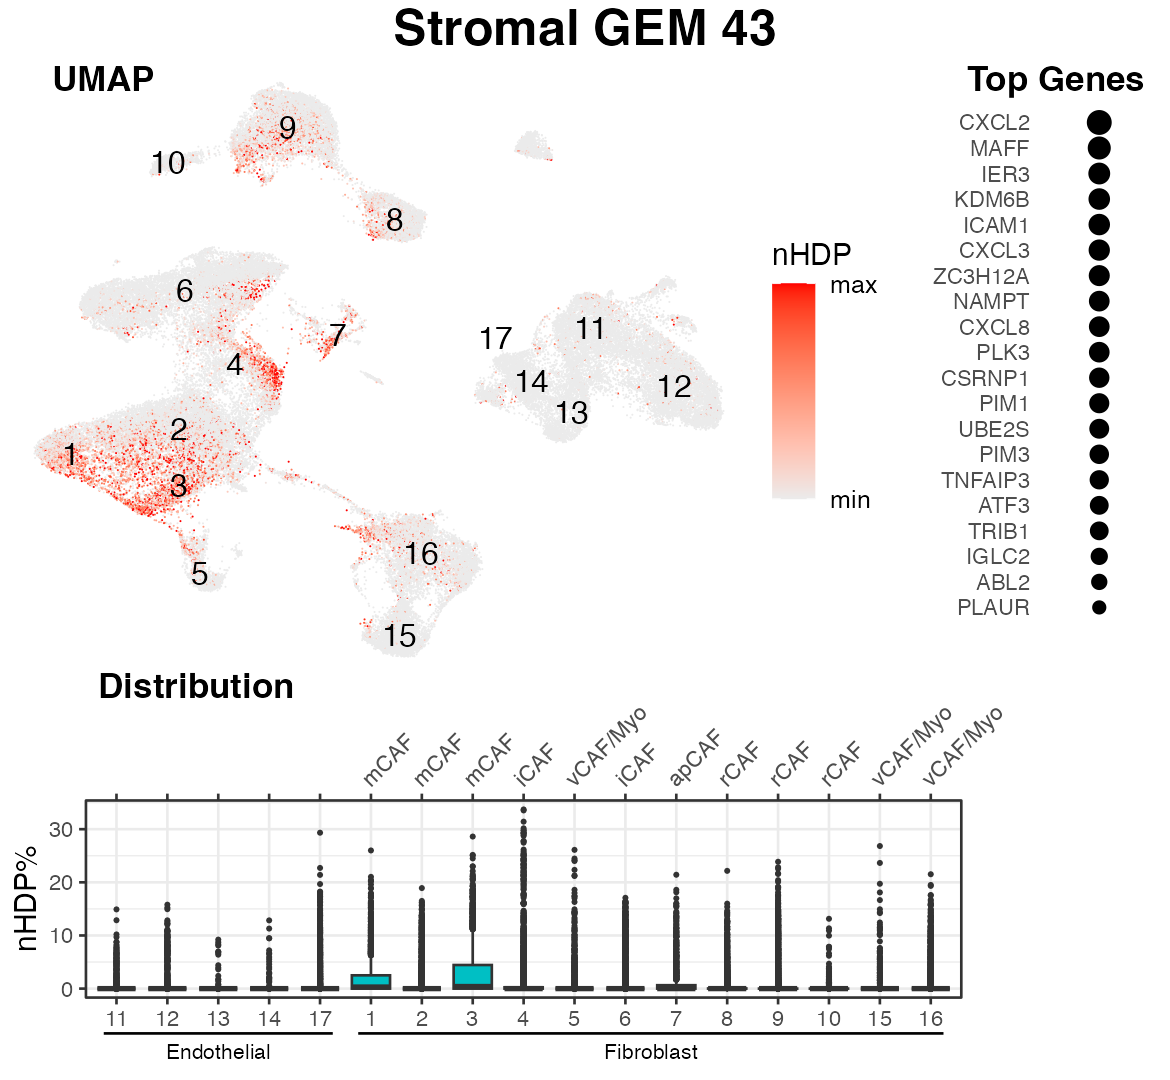 Stromal GEM 43
UMAP
Top Genes
9
10
8
6
7
4
2
1
3
5
16
15
17
11
14
12
13
nHDP
max
min
CXCL2
MAFF
IER3
KDM6B
ICAM1
CXCL3
ZC3H12A
NAMPT
CXCL8
PLK3
CSRNP1
PIM1
UBE2S
PIM3
TNFAIP3
ATF3
TRIB1
IGLC2
ABL2
PLAUR
Distribution
mCAF
mCAF
mCAF
iCAF
vCAF/Myo
iCAF
apCAF
rCAF
rCAF
rCAF
vCAF/Myo
vCAF/Myo
nHDP%
30
20
10
0
11 12 13 14 17 1 2 3 4 5 6 7 8 9 10 15 16
Endothelial Fibroblast